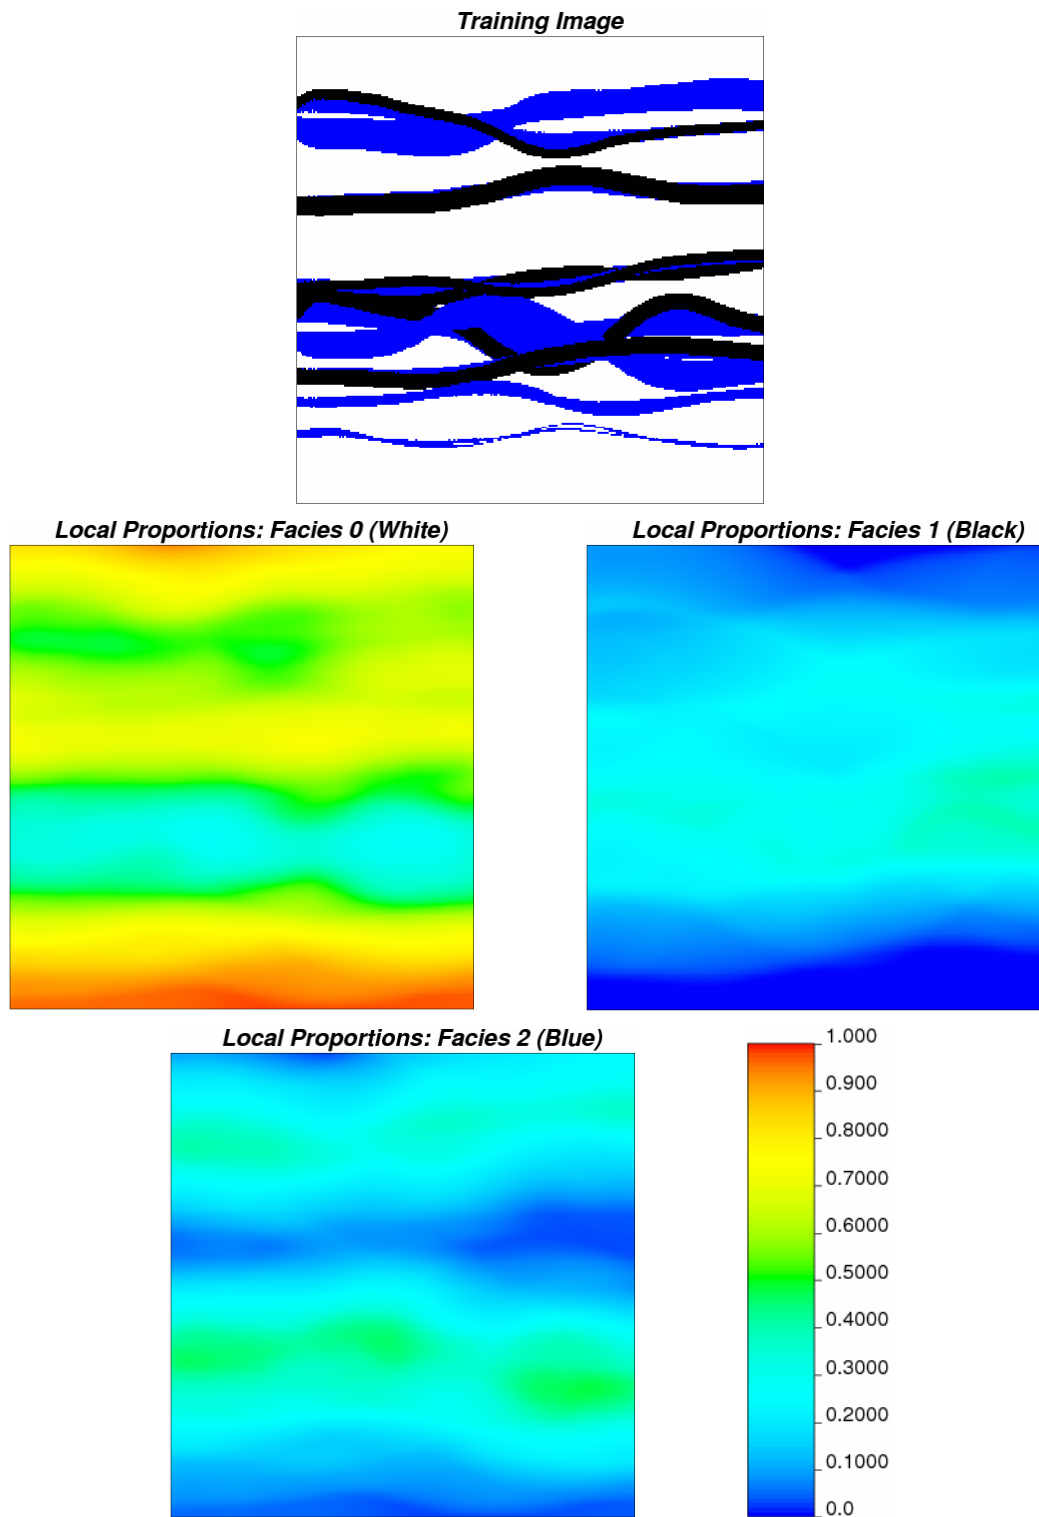 Training Image
Local Proportions: Facies 0 (White)
Local Proportions: Facies 1 (Black)
Local Proportions: Facies 2 (Blue)
1.000
0.900
0.8000
0.7000
0.6000
0.5000
0.4000
0.3000
0.2000
0.1000
0.0